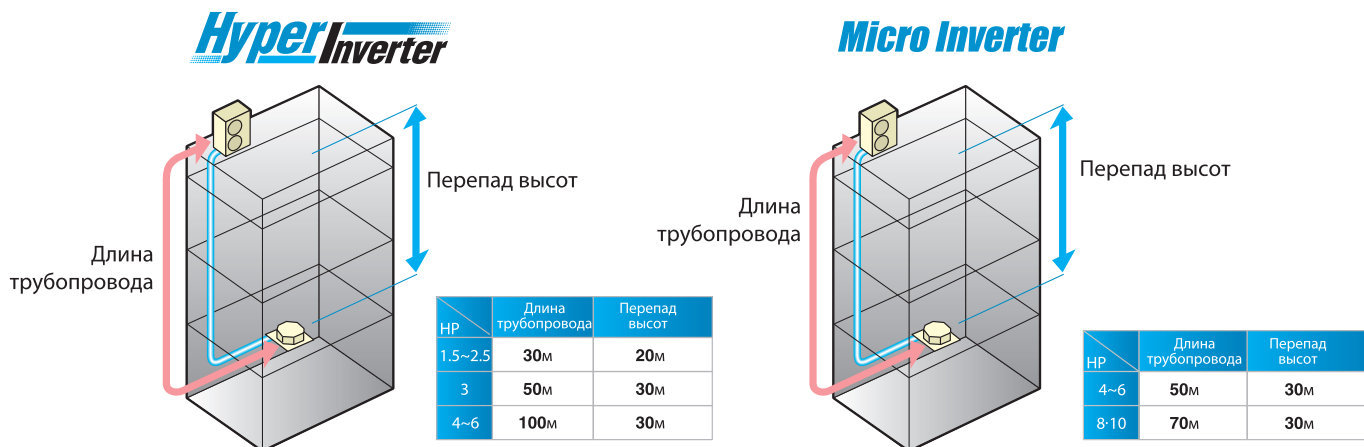 Hyper Inverter
Перепад высот
Длина
трубопровода
HP Длина трубопровода Перепад высот
1.5~2.5 30м 20м
3 50м 30м
4~6 100м 30м
Micro Inverter
Перепад высот
Длина
трубопровода
HP Длина трубопровода Перепад высот
4~6 50м 30м
8·10 70м 30м